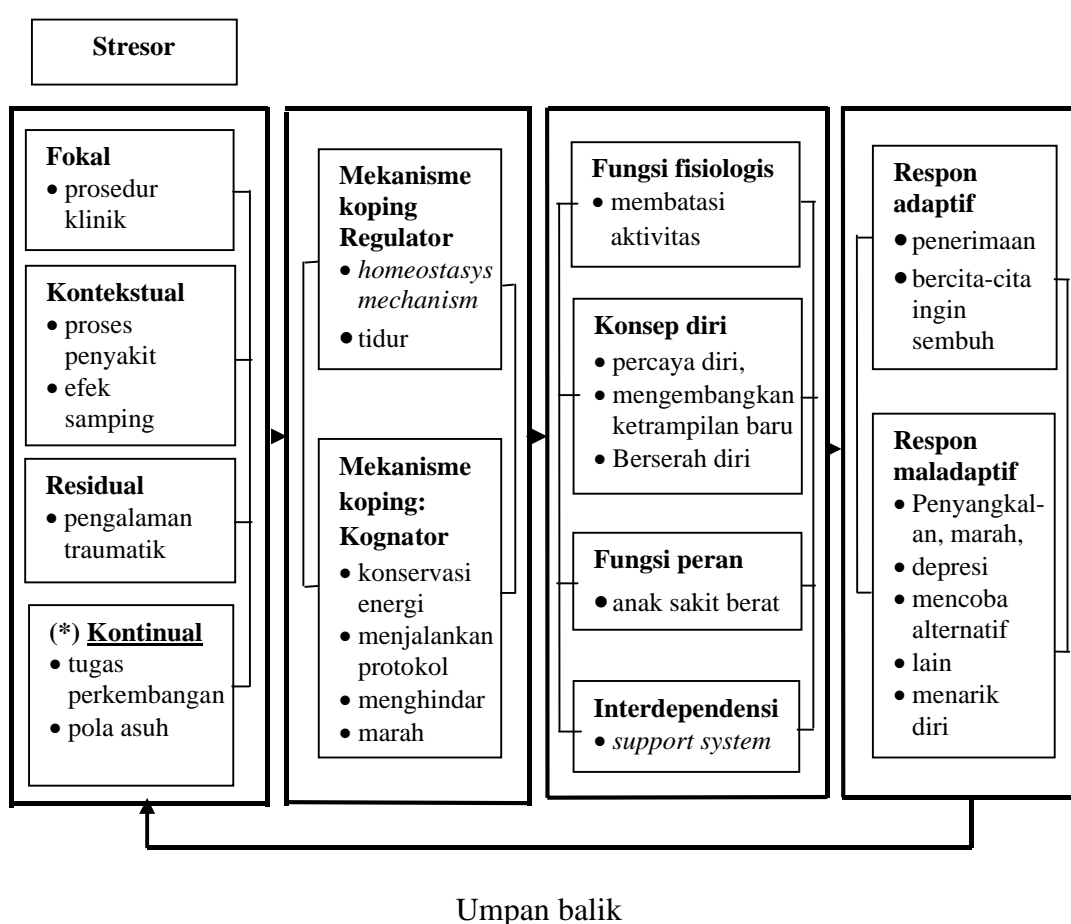 Stresor
Fokal
• prosedur
klinik
Kontekstual
• proses
penyakit
• efek
samping
Residual
• pengalaman
traumatik
(*) Kontinual
• tugas
perkembangan
• pola asuh
Mekanisme
koping
Regulator
• homeostasys
mechanism
• tidur
Mekanisme
koping:
Kognator
• konservasi
energi
• menjalankan
protokol
• menghindar
• marah
Fungsi fisiologis
• membatasi
aktivitas
Konsep diri
• percaya diri,
• mengembangkan
ketrampilan baru
• Berserah diri
Fungsi peran
• anak sakit berat
Interdependensi
• support system
Respon
adaptif
• penerimaan
• bercita-cita
ingin
sembuh
Respon
maladaptif
• Penyangkal-
an, marah,
• depresi
• mencoba
alternatif
• lain
• menarik
diri
Umpan balik